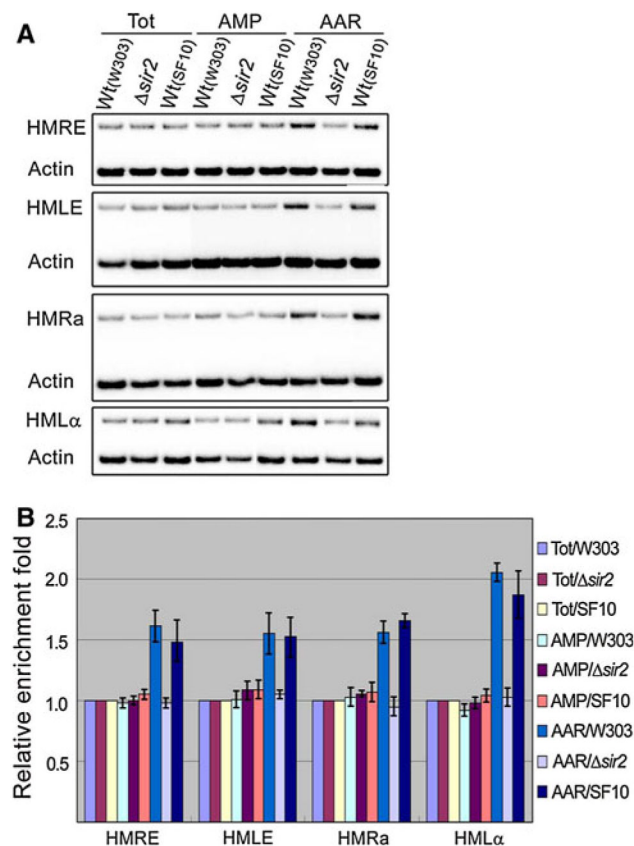 A
Tot AMP AAR
Wt(W303) Δsir2 Wt(SF10) Wt(W303) Δsir2 Wt(SF10) Wt(W303) Δsir2 Wt(SF10)
HMRE
Actin
HMLE
Actin
HMRa
Actin
HMLα
Actin
B
Relative enrichment fold
2.5
2.0
1.5
1.0
0.5
HMRE HMLE HMRa HMLα
Tot/W303
Tot/Δsir2
Tot/SF10
AMP/W303
AMP/Δsir2
AMP/SF10
AAR/W303
AAR/Δsir2
AAR/SF10